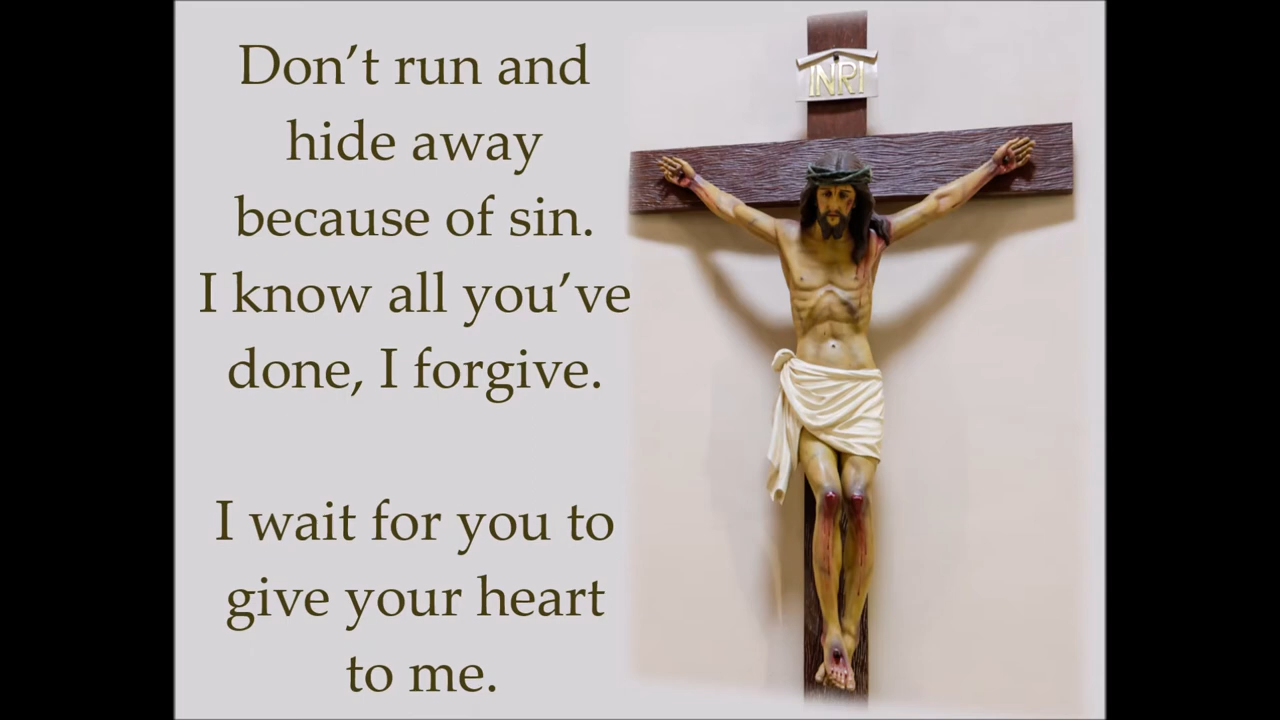 Don’t run and
hide away
because of sin.
I know all you’ve
done, I forgive.
I wait for you to
give your heart
to me.
INRI